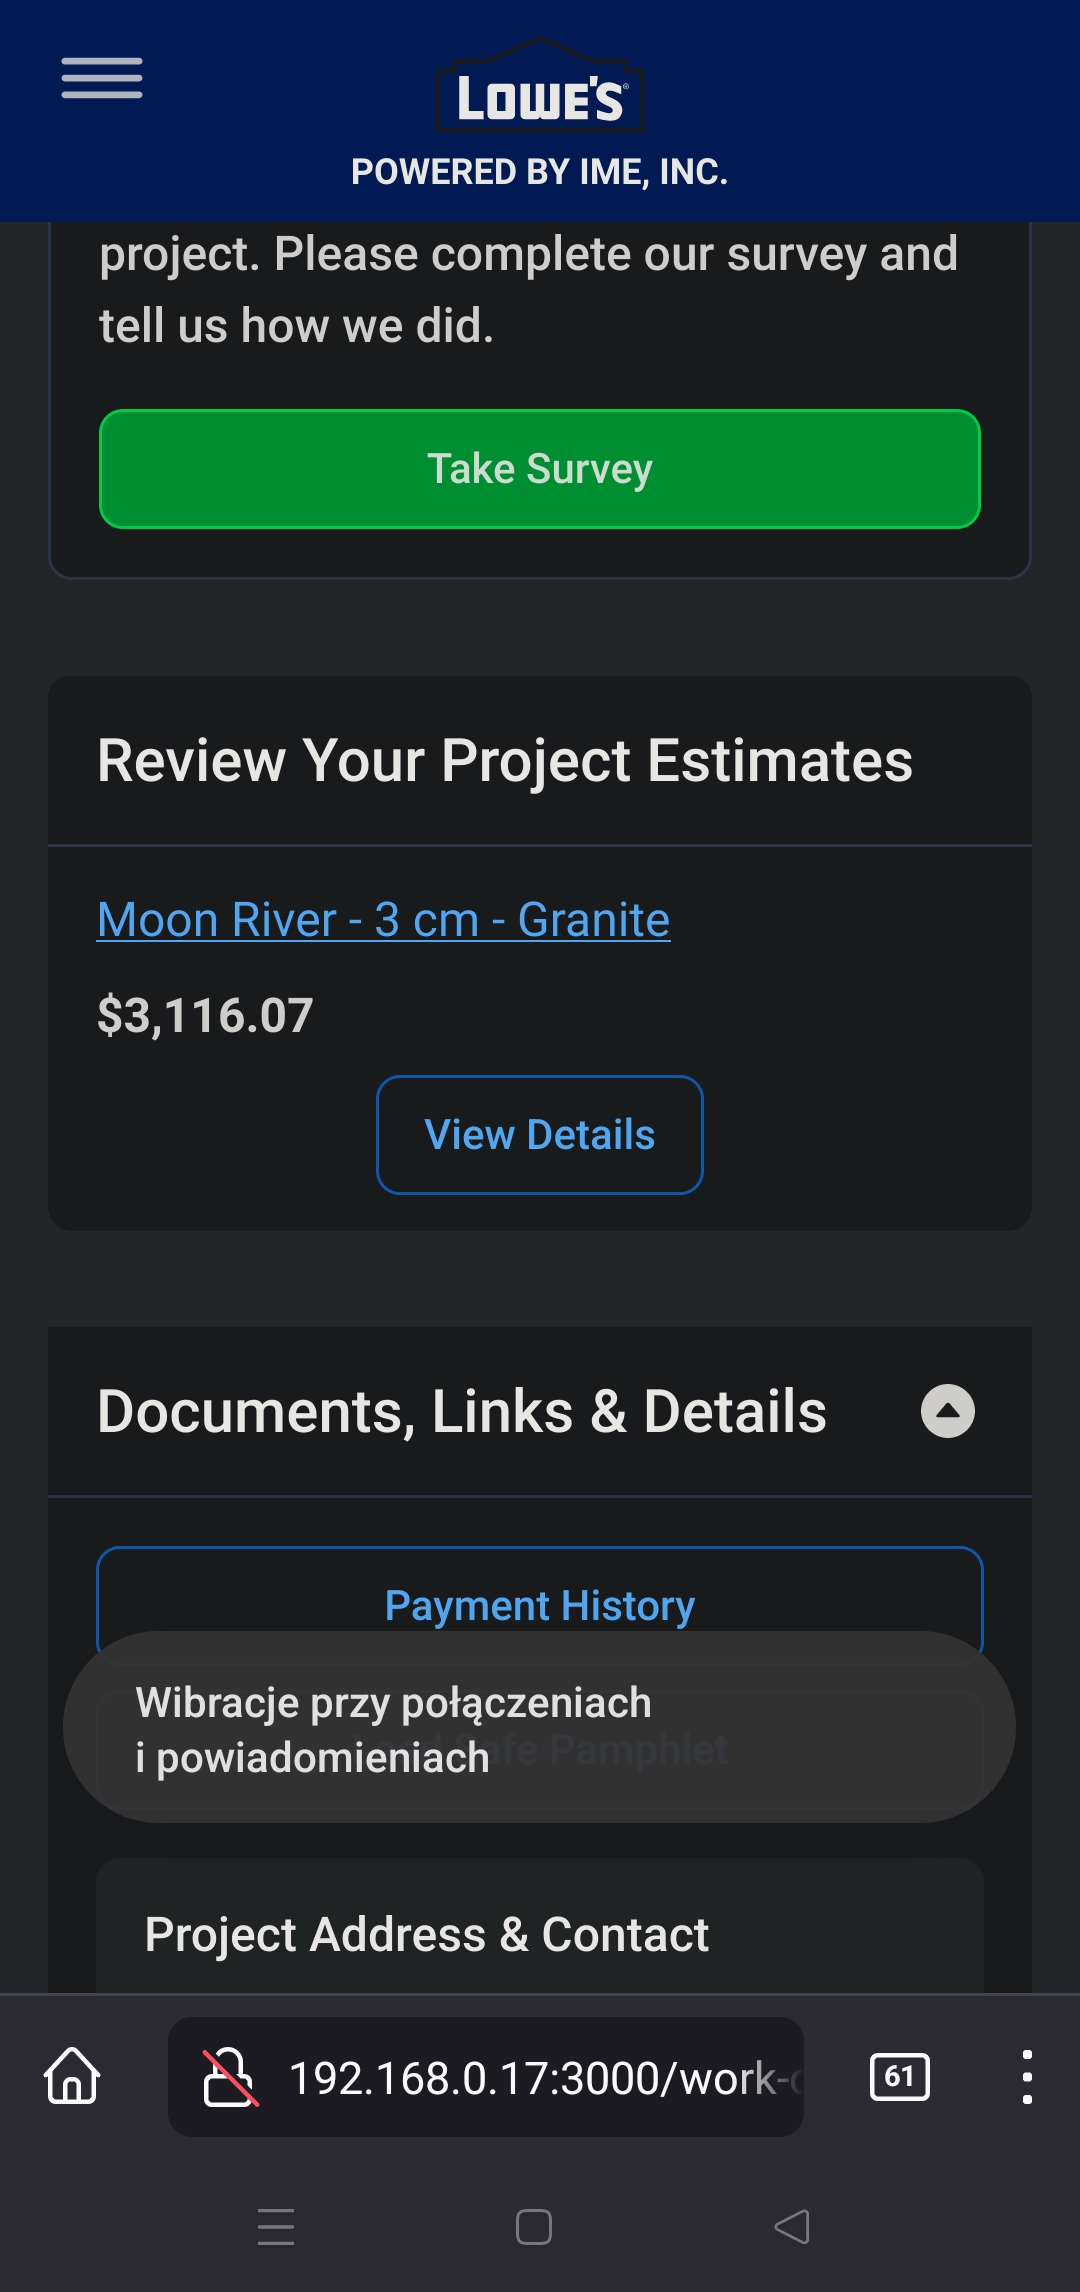 LOWE'S
POWERED BY IME, INC.
project. Please complete our survey and
tell us how we did.
Take Survey
Review Your Project Estimates
Moon River - 3 cm - Granite
$3,116.07
View Details
Documents, Links & Details
Payment History
Wibracje przy połączeniach
i powiadomieniach
Safe Pamphlet
Project Address & Contact
192.168.0.17:3000/work-
61